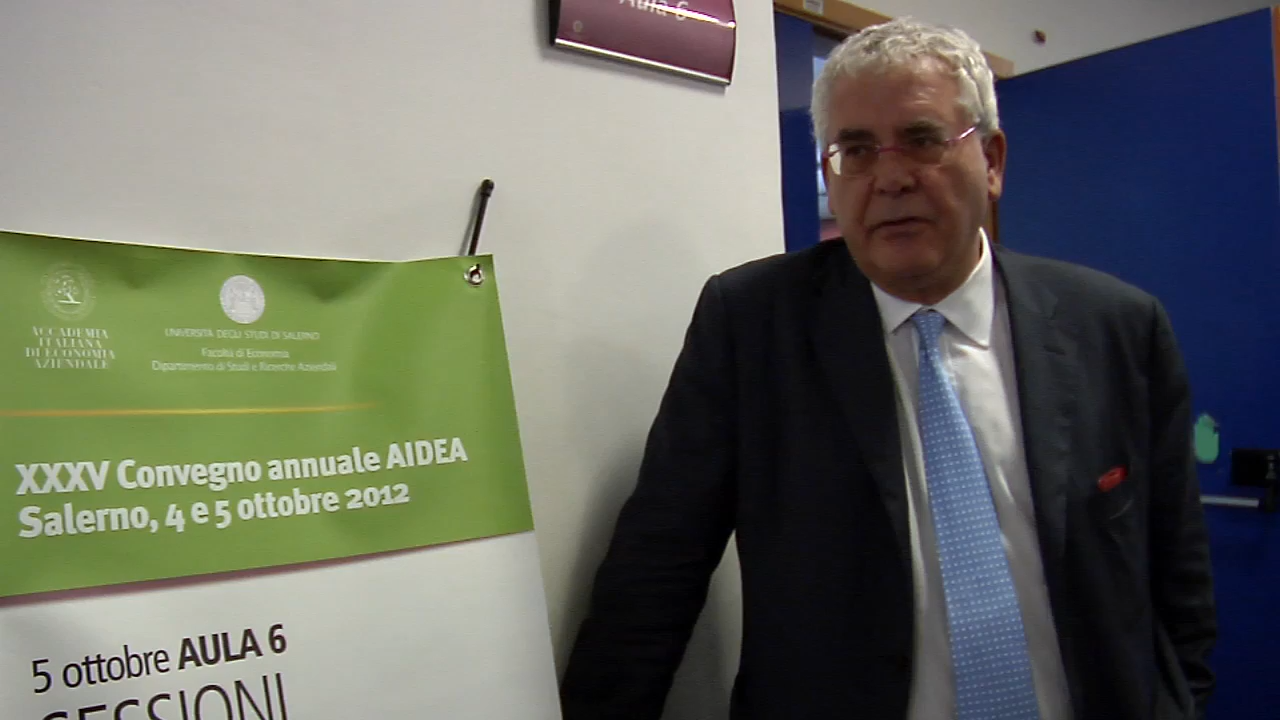 Aula 6
ACCADEMIA
ITALIANA
DI ECONOMIA
AZIENDALE
UNIVERSITÀ DEGLI STUDI DI SALERNO
Facoltà di Economia
Dipartimento di Studi e Ricerche Aziendali
XXXV Convegno annuale AIDEA
Salerno, 4 e 5 ottobre 2012
5 ottobre AULA 6
SESSIONI